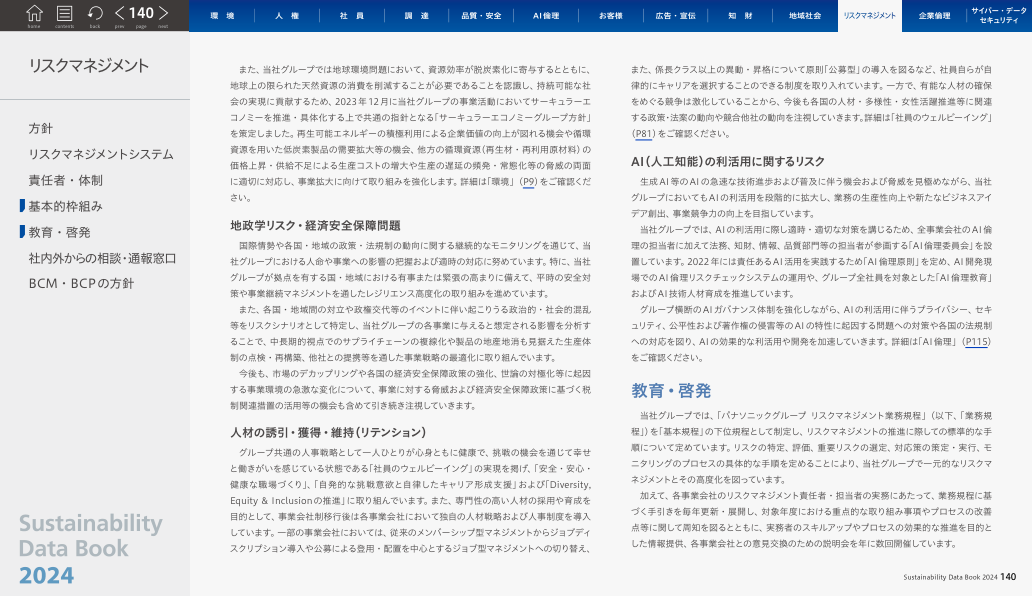 home contents back prev 140 page next
環 境 人 権 社 員 調 達 品質・安全 AI倫理 お客様 広告・宣伝 知 財 地域社会 リスクマネジメント 企業倫理 サイバー・データ
セキュリティ
リスクマネジメント
方針
リスクマネジメントシステム
責任者・体制
基本的枠組み
教育・啓発
社内外からの相談・通報窓口
BCM・BCPの方針
Sustainability
Data Book
2024
また、当社グループでは地球環境問題において、資源効率が脱炭素化に寄与するとともに、
地球上の限られた天然資源の消費を削減することが必要であることを認識し、持続可能な社
会の実現に貢献するため、2023年12月に当社グループの事業活動においてサーキュラーエ
コノミーを推進・具体化する上で共通の指針となる「サーキュラーエコノミーグループ方針」
を策定しました。再生可能エネルギーの積極利用による企業価値の向上が図れる機会や循環
資源を用いた低炭素製品の需要拡大等の機会、他方の循環資源(再生材・再利用原材料)の
価格上昇・供給不足による生産コストの増大や生産の遅延の頻発・常態化等の脅威の両面
に適切に対応し、事業拡大に向けて取り組みを強化します。詳細は「環境」(P9)をご確認くだ
さい。
地政学リスク・経済安全保障問題
国際情勢や各国・地域の政策・法規制の動向に関する継続的なモニタリングを通じて、当
社グループにおける人命や事業への影響の把握および適時の対応に努めています。特に、当社
グループが拠点を有する国・地域における有事または緊張の高まりに備えて、平時の安全対
策や事業継続マネジメントを通したレジリエンス高度化の取り組みを進めています。
また、各国・地域間の対立や政権交代等のイベントに伴い起こりうる政治的・社会的混乱
等をリスクシナリオとして特定し、当社グループの各事業に与えると想定される影響を分析す
ることで、中長期的視点でのサプライチェーンの複線化や製品の地産地消も見据えた生産体
制の点検・再構築、他社との提携等を通した事業戦略の最適化に取り組んでいます。
今後も、市場のデカップリングや各国の経済安全保障政策の強化、世論の対極化等に起因
する事業環境の急激な変化について、事業に対する脅威および経済安全保障政策に基づく税
制関連措置の活用等の機会も含めて引き続き注視していきます。
人材の誘引・獲得・維持(リテンション)
グループ共通の人事戦略として一人ひとりが心身ともに健康で、挑戦の機会を通じて幸せ
と働きがいを感じている状態である「社員のウェルビーイング」の実現を掲げ、「安全・安心・
健康な職場づくり」、「自発的な挑戦意欲と自律したキャリア形成支援」および「Diversity,
Equity & Inclusionの推進」に取り組んでいます。また、専門性の高い人材の採用や育成を
目的として、事業会社制移行後は各事業会社において独自の人材戦略および人事制度を導入
しています。一部の事業会社においては、従来のメンバーシップ型マネジメントからジョブディ
スクリプション導入や公募による登用・配置を中心とするジョブ型マネジメントへの切り替え、
また、係長クラス以上の異動・昇格について原則「公募型」の導入を図るなど、社員自らが自
律的にキャリアを選択することのできる制度を取り入れています。一方で、有能な人材の確保
をめぐる競争は激化していることから、今後も各国の人材・多様性・女性活躍推進等に関連
する政策・法案の動向や競合他社の動向を注視していきます。詳細は「社員のウェルビーイング」
(P81)をご確認ください。
AI(人工知能)の利活用に関するリスク
生成AI等のAIの急速な技術進歩および普及に伴う機会および脅威を見極めながら、当社
グループにおいてもAIの利活用を段階的に拡大し、業務の生産性向上や新たなビジネスアイ
デア創出、事業競争力の向上を目指しています。
当社グループでは、AIの利活用に際し適時・適切な対策を講じるため、全事業会社のAI倫
理の担当者に加えて法務、知財、情報、品質部門等の担当者が参画する「AI倫理委員会」を設
置しています。2022年には責任あるAI活用を実践するため「AI倫理原則」を定め、AI開発現
場でのAI倫理リスクチェックシステムの運用や、グループ全社員を対象とした「AI倫理教育」
およびAI技術人材育成を推進しています。
グループ横断のAIガバナンス体制を強化しながら、AIの利活用に伴うプライバシー、セキ
ュリティ、公平性および著作権の侵害等のAIの特性に起因する問題への対策や各国の法規制
への対応を図り、AIの効果的な利活用や開発を加速していきます。詳細は「AI倫理」(P115)
をご確認ください。
教育・啓発
当社グループでは、「パナソニックグループ リスクマネジメント業務規程」(以下、「業務規
程」)を「基本規程」の下位規程として制定し、リスクマネジメントの推進に際しての標準的な手
順について定めています。リスクの特定、評価、重要リスクの選定、対応策の策定・実行、モ
ニタリングのプロセスの具体的な手順を定めることにより、当社グループで一元的なリスクマ
ネジメントとその高度化を図っています。
加えて、各事業会社のリスクマネジメント責任者・担当者の実務にあたって、業務規程に基
づく手引きを毎年更新・展開し、対象年度における重点的な取り組み事項やプロセスの改善
点等に関して周知を図るとともに、実務者のスキルアップやプロセスの効果的な推進を目的と
した情報提供、各事業会社との意見交換のための説明会を年に数回開催しています。
Sustainability Data Book 2024 140